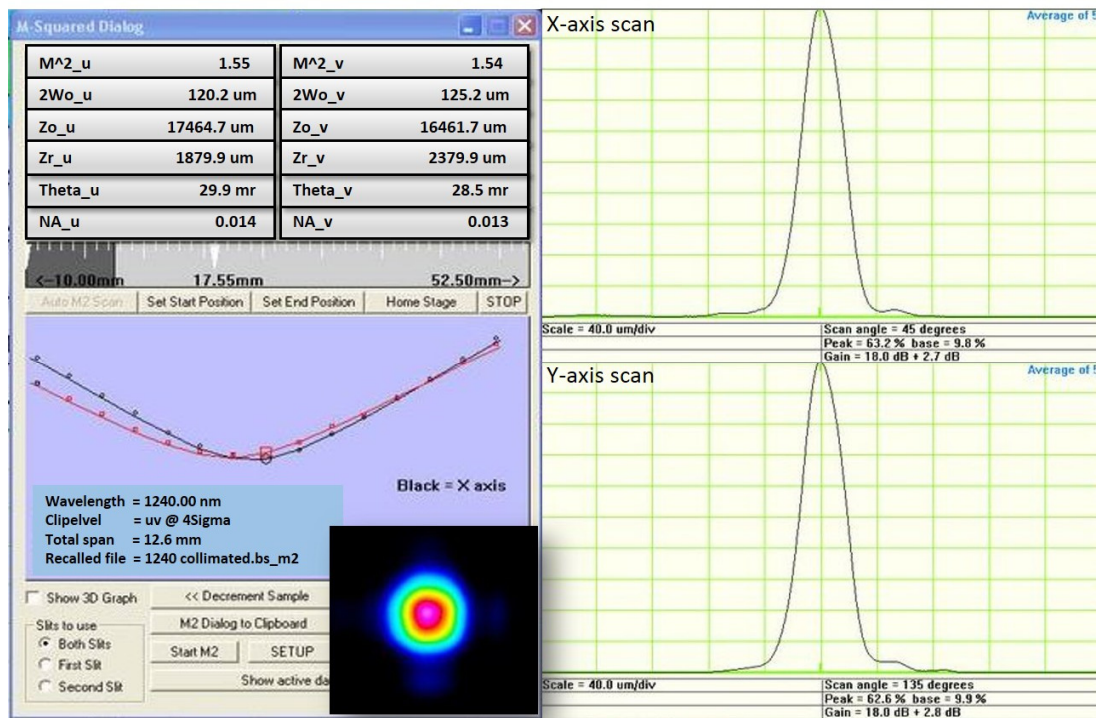 M-Squared Dialog
M^2_u 1.55 M^2_v 1.54
2Wo_u 120.2 um 2Wo_v 125.2 um
Zo_u 17464.7 um Zo_v 16461.7 um
Zr_u 1879.9 um Zr_v 2379.9 um
Theta_u 29.9 mr Theta_v 28.5 mr
NA_u 0.014 NA_v 0.013
<-10.00mm 17.55mm 52.50mm->
Auto M2 Scan Set Start Position Set End Position Home Stage STOP
Black = X axis
Wavelength = 1240.00 nm
Clipelvel = uv @ 4Sigma
Total span = 12.6 mm
Recalled file = 1240 collimated.bs_m2
Show 3D Graph << Decrement Sample
Slits to use
Both Slits
First Slit
Second Slit
M2 Dialog to Clipboard
Start M2 SETUP
Show active da
X-axis scan
Average of 5
Scale = 40.0 um/div
Scan angle = 45 degrees
Peak = 63.2 % base = 9.8 %
Gain = 18.0 dB + 2.7 dB
Y-axis scan
Average of 5
Scale = 40.0 um/div
Scan angle = 135 degrees
Peak = 62.6 % base = 9.9 %
Gain = 18.0 dB + 2.8 dB